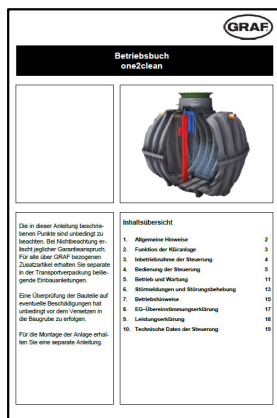 GRAF
Betriebsbuch
one2clean
Die in dieser Anleitung beschrie-
benen Punkte sind unbedingt zu
beachten. Bei Nichtbeachtung er-
lischt jeglicher Garantieanspruch.
Für alle über GRAF bezogenen
Zusatzartikel erhalten Sie separate
in der Transportverpackung beilie-
gende Einbauanleitungen.
Eine Überprüfung der Bauteile auf
eventuelle Beschädigungen hat
unbedingt vor dem Versetzen in
die Baugrube zu erfolgen.
Für die Montage der Anlage erhal-
ten Sie eine separate Anleitung.
Inhaltsübersicht
1. Allgemeine Hinweise 2
2. Funktion der Kläranlage 3
3. Inbetriebnahme der Steuerung 4
4. Bedienung der Steuerung 5
5. Betrieb und Wartung 11
6. Störmeldungen und Störungsbehebung 13
7. Betriebshinweise 15
8. EG-Übereinstimmungserklärung 17
9. Leistungserklärung 18
10. Technische Daten der Steuerung 19